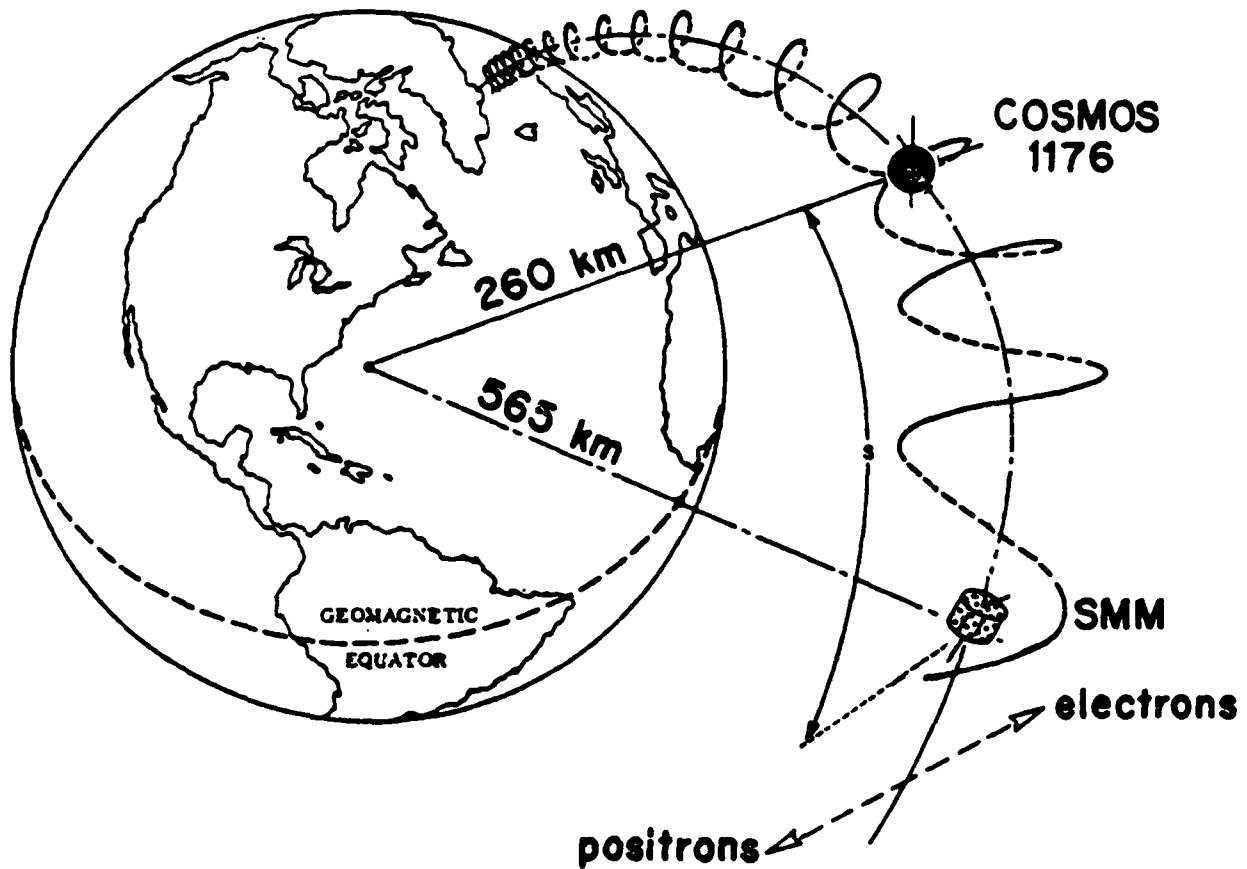 COSMOS
1176
260 km
565 km
s
GEOMAGNETIC
EQUATOR
SMM
electrons
positrons